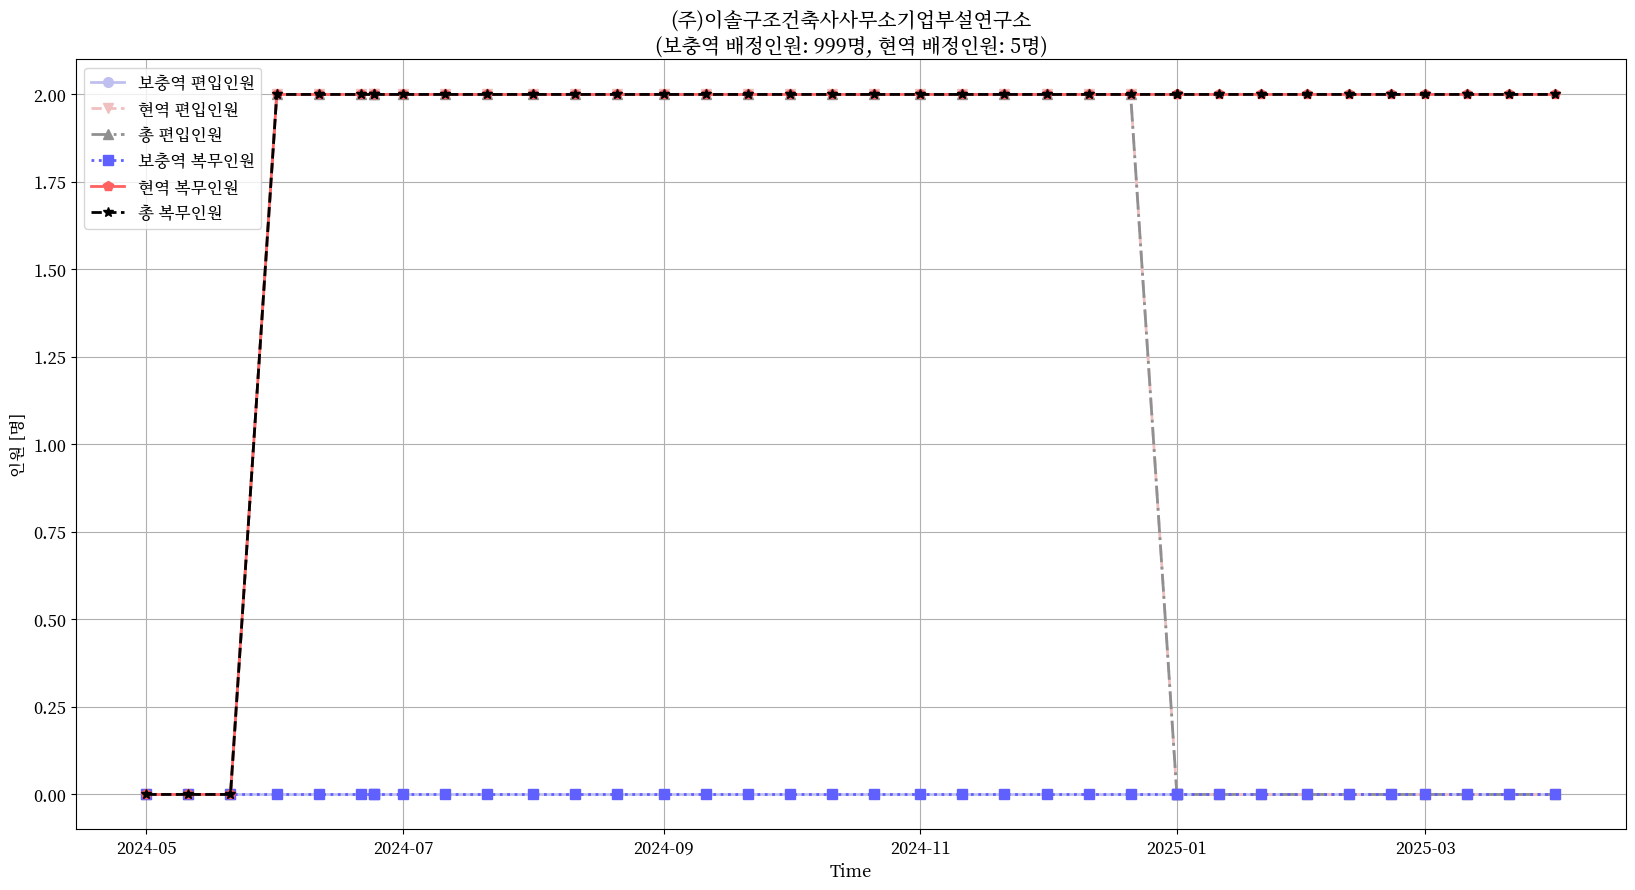 (주)이솔구조건축사사무소기업부설연구소
(보충역 배정인원: 999명, 현역 배정인원: 5명)
보충역 편입인원
현역 편입인원
총 편입인원
보충역 복무인원
현역 복무인원
총 복무인원
2.00
1.75
1.50
1.25
1.00
0.75
0.50
0.25
0.00
인원 [명]
2024-05
2024-07
2024-09
2024-11
2025-01
2025-03
Time